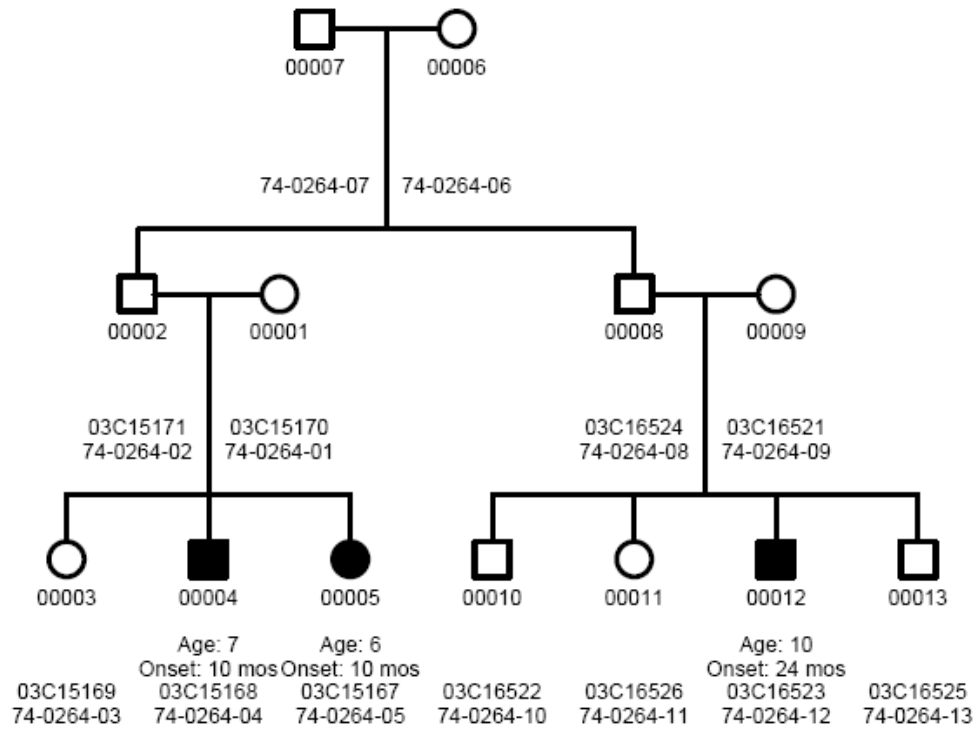 00007 00006
74-0264-07 74-0264-06
00002 00001 00008 00009
03C15171 03C15170 03C16524 03C16521
74-0264-02 74-0264-01 74-0264-08 74-0264-09
00003 00004 00005 00010 00011 00012 00013
Age: 7 Age: 6 Age: 10
Onset: 10 mos Onset: 10 mos Onset: 24 mos
03C15169 03C15168 03C15167 03C16522 03C16526 03C16523 03C16525
74-0264-03 74-0264-04 74-0264-05 74-0264-10 74-0264-11 74-0264-12 74-0264-13